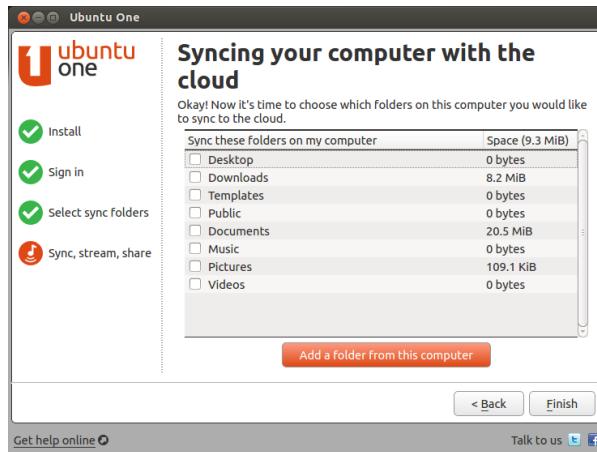 Ubuntu One
ubuntu
one
Install
Sign in
Select sync folders
Sync, stream, share
Syncing your computer with the
cloud
Okay! Now it's time to choose which folders on this computer you would like
to sync to the cloud.
Sync these folders on my computer Space (9.3 MiB)
Desktop 0 bytes
Downloads 8.2 MiB
Templates 0 bytes
Public 0 bytes
Documents 20.5 MiB
Music 0 bytes
Pictures 109.1 KiB
Videos 0 bytes
Add a folder from this computer
< Back Finish
Get help online Talk to us